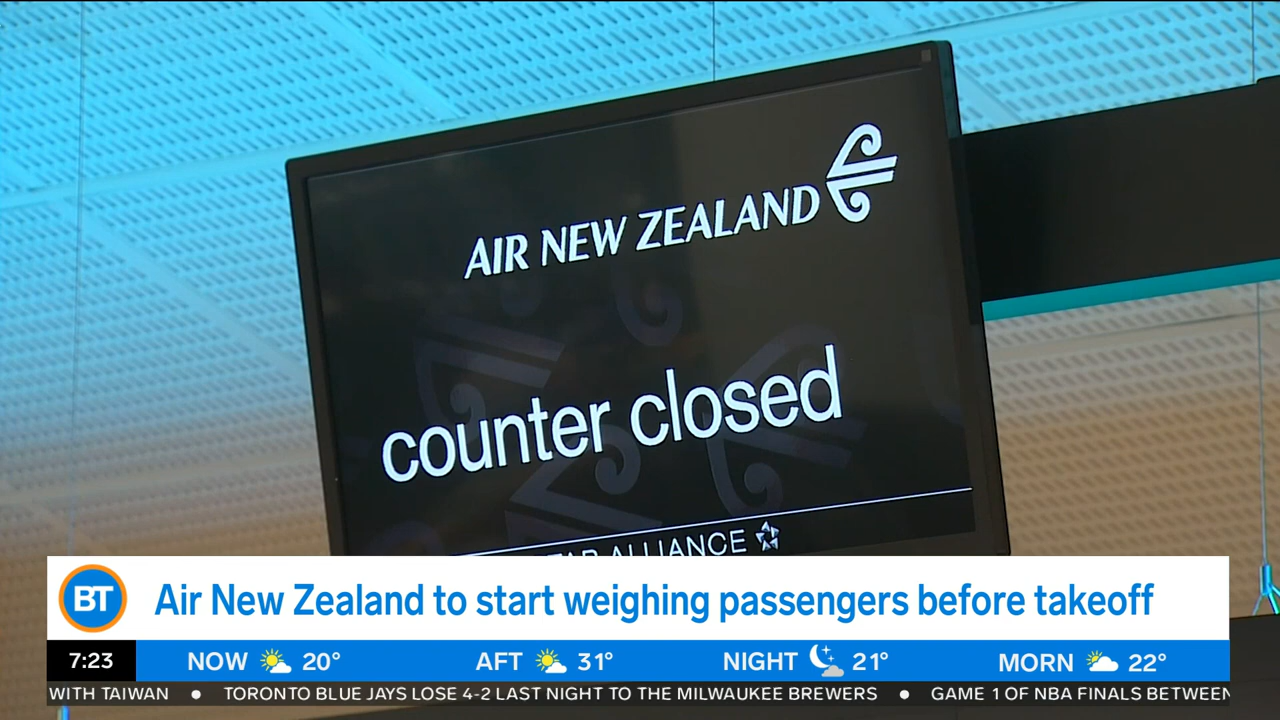 AIR NEW ZEALAND
counter closed
ALLIANCE
BT Air New Zealand to start weighing passengers before takeoff
7:23 NOW 20° AFT 31° NIGHT 21° MORN 22°
WITH TAIWAN • TORONTO BLUE JAYS LOSE 4-2 LAST NIGHT TO THE MILWAUKEE BREWERS • GAME 1 OF NBA FINALS BETWEEN